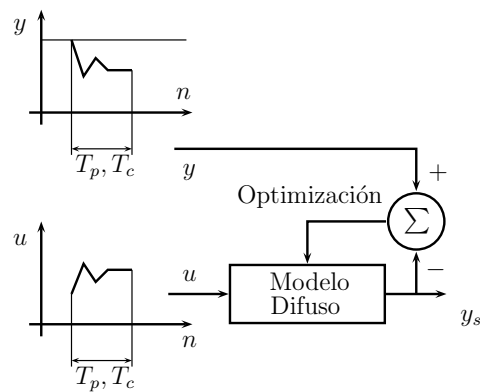 y
n
T_p, T_c
y
+
Optimización
∑
u
u
Modelo
Difuso
−
y_s
n
T_p, T_c